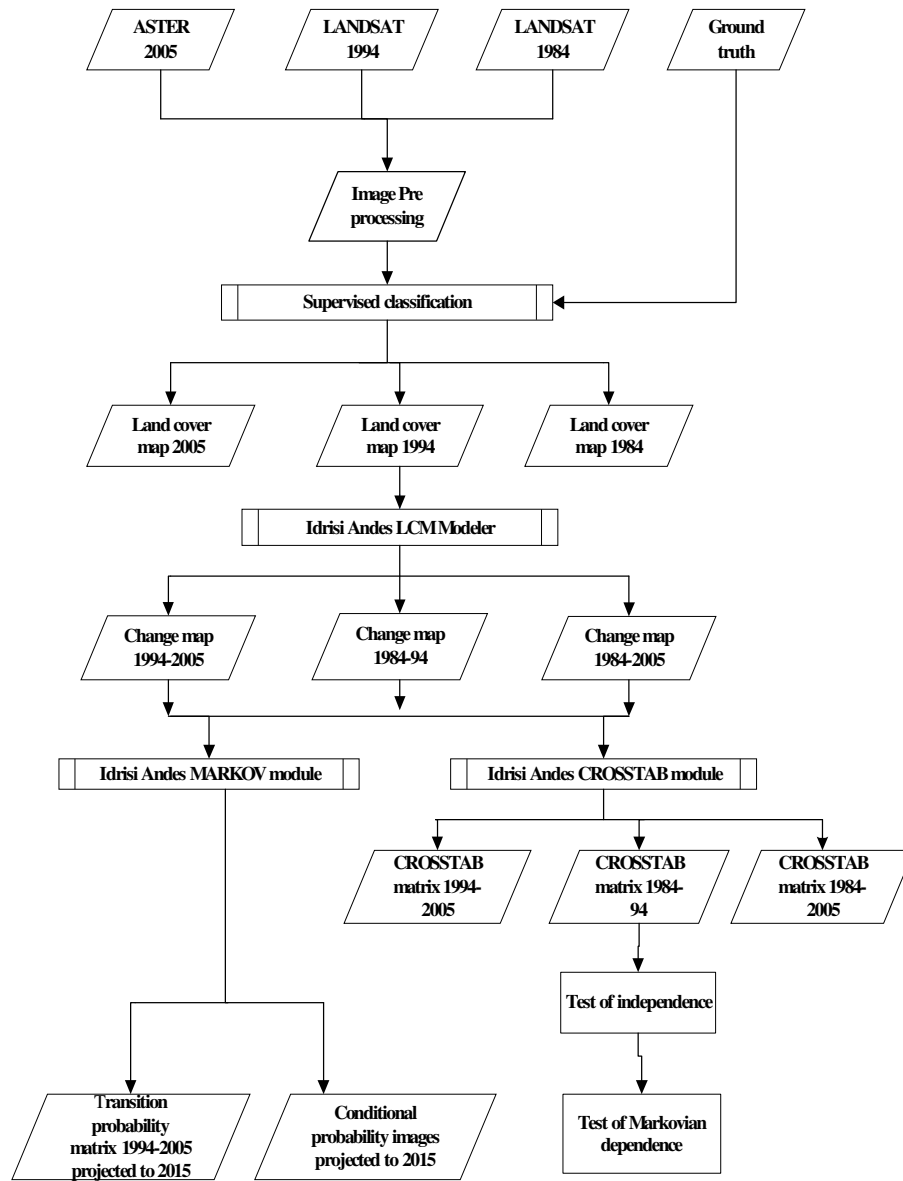 ASTER
2005
LANDSAT
1994
LANDSAT
1984
Ground
truth
Image Pre
processing
Supervised classification
Land cover
map 2005
Land cover
map 1994
Land cover
map 1984
Idrisi Andes LCM Modeler
Change map
1994-2005
Change map
1984-94
Change map
1984-2005
Idrisi Andes MARKOV module
Idrisi Andes CROSSTAB module
CROSSTAB
matrix 1994-
2005
CROSSTAB
matrix 1984-
94
CROSSTAB
matrix 1984-
2005
Test of independence
Transition
probability
matrix 1994-2005
projected to 2015
Conditional
probability images
projected to 2015
Test of Markovian
dependence